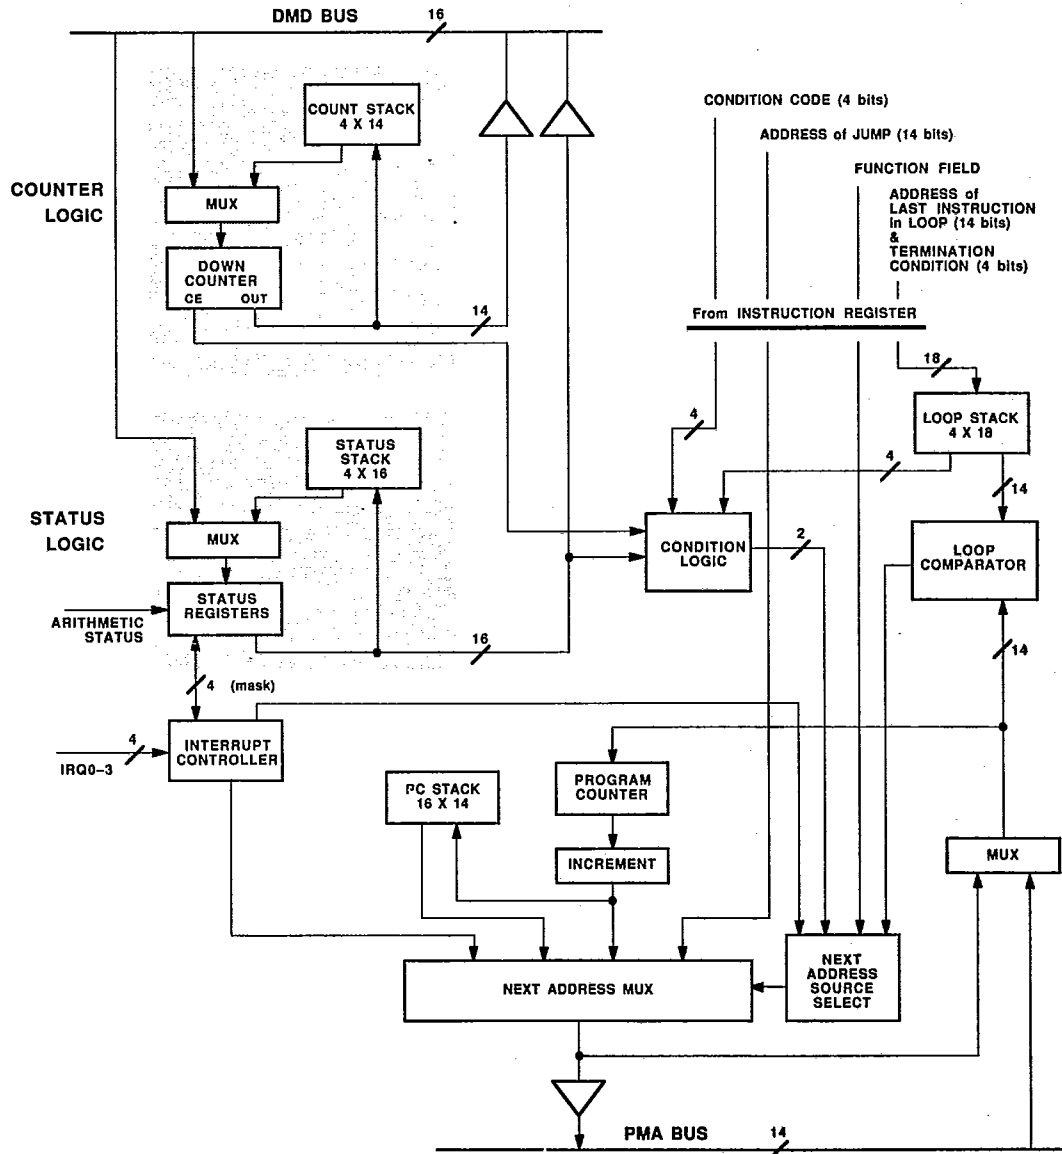 DMD BUS
16
COUNT STACK
4 X 14
CONDITION CODE (4 bits)
ADDRESS of JUMP (14 bits)
FUNCTION FIELD
ADDRESS of
LAST INSTRUCTION
in LOOP (14 bits)
&
TERMINATION
CONDITION (4 bits)
COUNTER
LOGIC
MUX
DOWN
COUNTER
CE OUT
14
From INSTRUCTION REGISTER
18
LOOP STACK
4 X 18
4
4
14
STATUS
STACK
4 X 16
STATUS
LOGIC
MUX
CONDITION
LOGIC
2
LOOP
COMPARATOR
STATUS
REGISTERS
ARITHMETIC
STATUS
16
14
4 (mask)
4
IRQ0-3
INTERRUPT
CONTROLLER
PC STACK
16 X 14
PROGRAM
COUNTER
INCREMENT
MUX
NEXT ADDRESS MUX
NEXT
ADDRESS
SOURCE
SELECT
PMA BUS
14